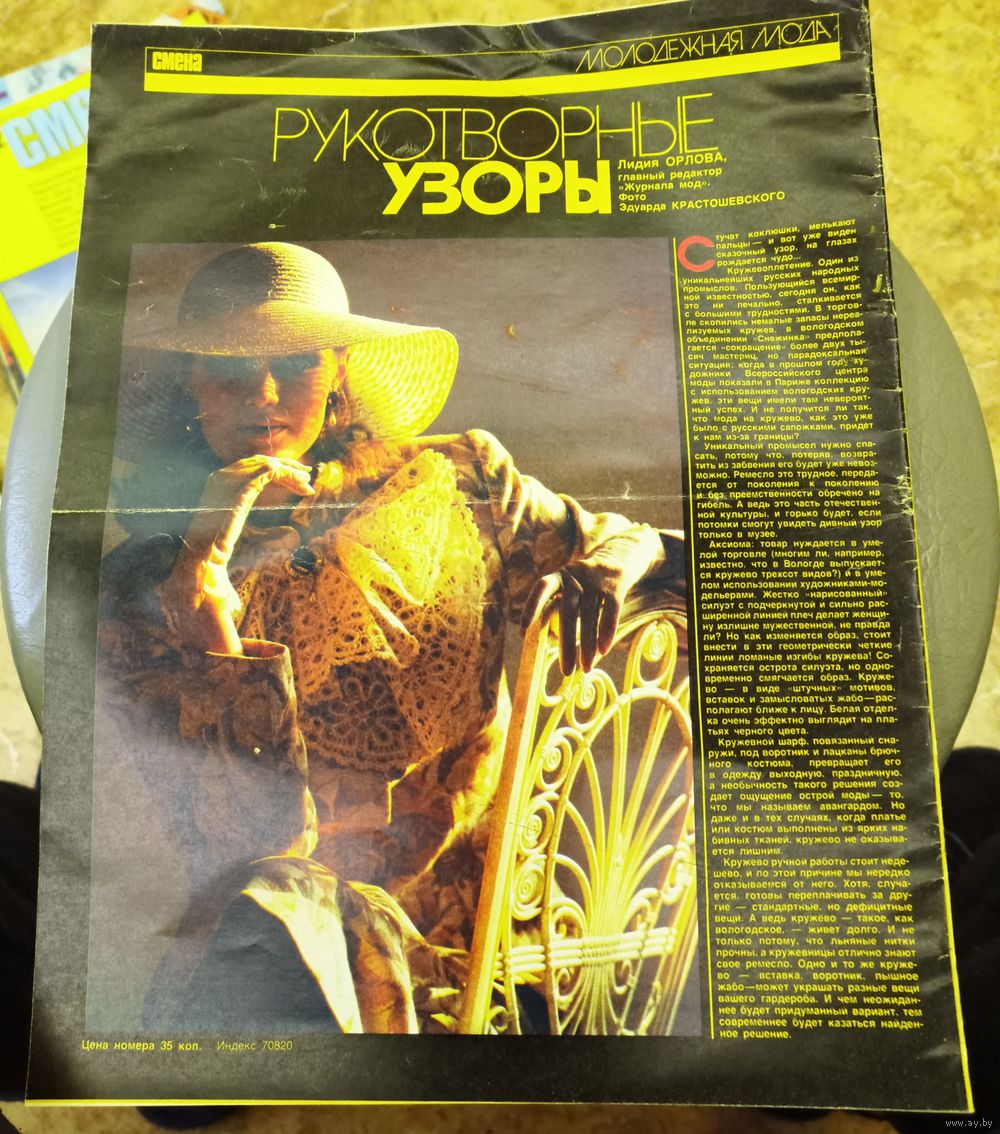 СМЕ
смена
МОЛОДЕЖНАЯ МОДА
РУКОТВОРНЫЕ
УЗОРЫ
Лидия ОРЛОВА,
главный редактор
«Журнала мод».
Фото
Эдуарда КРАСТОШЕВСКОГО
Стучат коклюшки, мелькают
пальцы — и вот уже виден
сказочный узор, на глазах
рождается чудо...
Кружевоплетение. Один из
уникальнейших русских народных
промыслов. Пользующийся всемир-
ной известностью, сегодня он, как
это ни печально, сталкивается
с большими трудностями. В торгов-
ле скопились немалые запасы нереа-
лизуемых кружев, в вологодском
объединении «Снежинка» предпола-
гается «сокращение» более двух ты-
сяч мастериц, но парадоксальная
ситуация: когда в прошлом году ху-
дожники Всероссийского центра
моды показали в Париже коллекцию
с использованием вологодских кру-
жев, эти вещи имели там невероят-
ный успех. И не получится ли так,
что мода на кружево, как это уже
было с русскими сапожками, придет
к нам из-за границы?
Уникальный промысел нужно спа-
сать, потому что, потеряв, возвра-
тить из забвения его будет уже невоз-
можно. Ремесло это трудное, переда-
ется от поколения к поколению
и без преемственности обречено на
гибель. А ведь это часть отечествен-
ной культуры, и горько будет, если
потомки смогут увидеть дивный узор
только в музее.
Аксиома: товар нуждается в уме-
лой торговле (многим ли, например,
известно, что в Вологде выпускает-
ся кружево трехсот видов?) и в уме-
лом использовании художниками-мо-
дельерами. Жестко «нарисованный»
силуэт с подчеркнутой и сильно рас-
ширенной линией плеч делает женщи-
ну излишне мужественной, не правда
ли? Но как изменяется образ, стоит
внести в эти геометрически четкие
линии ломаные изгибы кружева! Со-
храняется острота силуэта, но одно-
временно смягчается образ. Круже-
во — в виде «штучных» мотивов,
вставок и замысловатых жабо — рас-
полагают ближе к лицу. Белая отдел-
ка очень эффектно выглядит на пла-
тьях черного цвета.
Кружевной шарф, повязанный сна-
ружи, под воротник и лацканы брюч-
ного костюма, превращает его
в одежду выходную, праздничную,
а необычность такого решения соз-
дает ощущение острой моды — то,
что мы называем авангардом. Но
даже и в тех случаях, когда платье
или костюм выполнены из ярких на-
бивных тканей, кружево не оказыва-
ется лишним.
Кружево ручной работы стоит неде-
шево, и по этой причине мы нередко
отказываемся от него. Хотя, случа-
ется, готовы переплачивать за дру-
гие — стандартные, но дефицитные
вещи. А ведь кружево — такое, как
вологодское, — живет долго. И не
только потому, что льняные нитки
прочны, а кружевницы отлично знают
свое ремесло. Одно и то же круже-
во — вставка, воротник, пышное
жабо — может украшать разные вещи
вашего гардероба. И чем неожидан-
нее будет придуманный вариант, тем
современнее будет казаться найден-
ное решение.
Цена номера 35 коп. Индекс 70820
www.ay.by